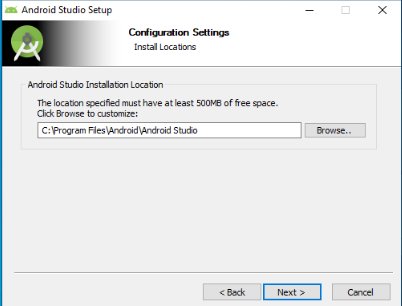 Android Studio Setup
Configuration Settings
Install Locations
Android Studio Installation Location
The location specified must have at least 500MB of free space.
Click Browse to customize:
C:\Program Files\Android\Android Studio
Browse..
< Back
Next >
Cancel